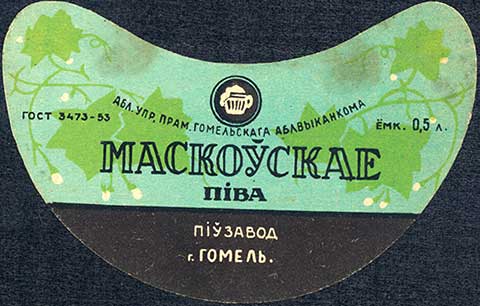 АБЛ. УПР. ПРАМ. ГОМЕЛЬСКАГА АБЛВЫКАНКОМА
ГОСТ 3473-53
ЁМК. 0,5 л.
МАСКОЎСКАЕ
ПІВА
ПІЎЗАВОД
г. ГОМЕЛЬ.